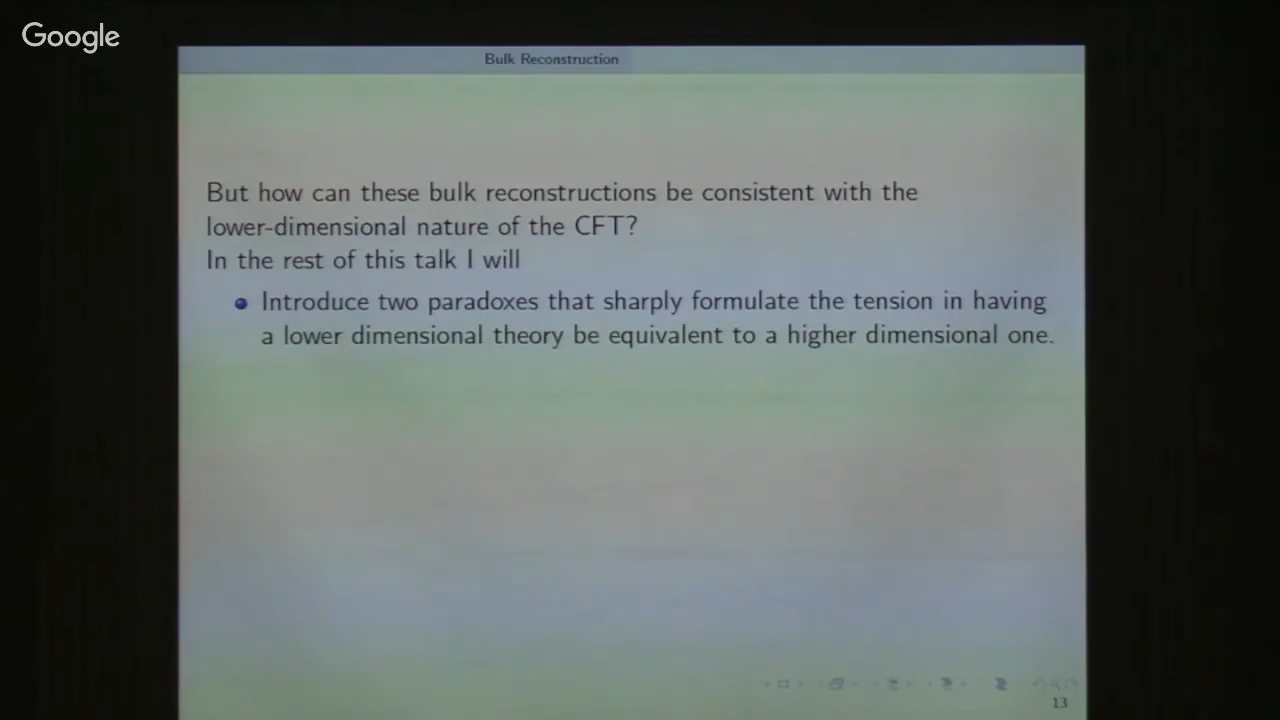 Google
Bulk Reconstruction
But how can these bulk reconstructions be consistent with the
lower-dimensional nature of the CFT?
In the rest of this talk I will
Introduce two paradoxes that sharply formulate the tension in having
a lower dimensional theory be equivalent to a higher dimensional one.
13